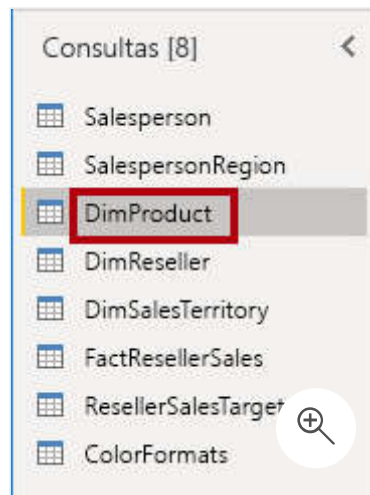 Consultas [8]
Salesperson
SalespersonRegion
DimProduct
DimReseller
DimSalesTerritory
FactResellerSales
ResellerSalesTarget
ColorFormats